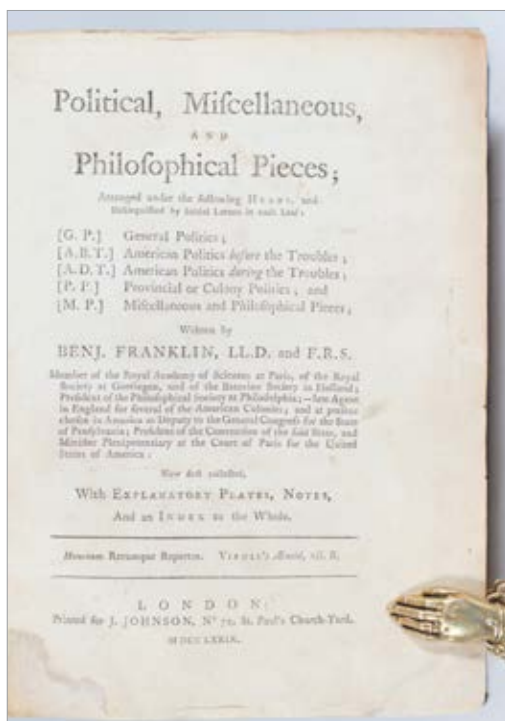 Political, Miſcellaneous,
AND
Philoſophical Pieces;
Arranged under the following HEADS, and
Diſtinguiſhed by Initial Letters in each Leaf:
[G. P.] General Politics;
[A.B.T.] American Politics before the Troubles;
[A.D.T.] American Politics during the Troubles;
[P. P.] Provincial or Colony Politics; and
[M. P.] Miſcellaneous and Philoſophical Pieces;
Written by
BENJ. FRANKLIN, LL.D. and F.R.S.
Member of the Royal Academy of Sciences at Paris, of the Royal
Society at Gottingen, and of the Batavian Society in Holland;
Preſident of the Philoſophical Society at Philadelphia;—late Agent
in England for ſeveral of the American Colonies; and at preſent
choſen in America as Deputy to the General Congreſs for the State
of Penſylvania; Preſident of the Convention of the ſaid State, and
Miniſter Plenipotentiary at the Court of Paris for the United
States of America:
Now firſt collected,
With EXPLANATORY PLATES, NOTES,
And an INDEX to the Whole.
Hominum Rerumque Repertor. VIRGIL's Æneid,
LONDON:
Printed for J. JOHNSON, Nº 72, St. Paul's Church-Yard.
M DCC LXXIX.